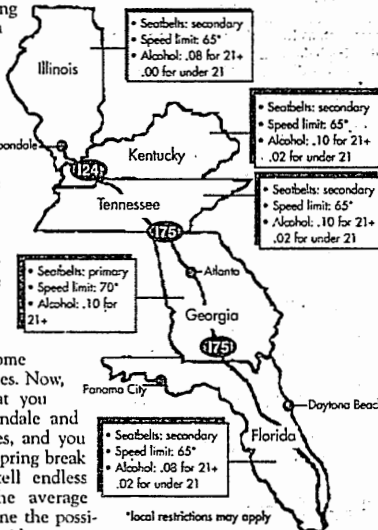 ng
• Seatbelts: secondary
• Speed limit: 65*
• Alcohol: .08 for 21+
.00 for under 21
Illinois
• Seatbelts: secondary
• Speed limit: 65*
• Alcohol: .10 for 21+
.02 for under 21
ondale
I24
Kentucky
Tennessee
• Seatbelts: secondary
• Speed limit: 65*
• Alcohol: .10 for 21+
.02 for under 21
I75
• Seatbelts: primary
• Speed limit: 70*
• Alcohol: .10 for
21+
Atlanta
Georgia
I75
ome
es. Now,
at you
ndale and
es, and you
pring break
tell endless
ne average
ne the possi-
Panama City
Daytona Beach
• Seatbelts: secondary
• Speed limit: 65*
• Alcohol: .08 for 21+
.02 for under 21
Florida
*local restrictions may apply